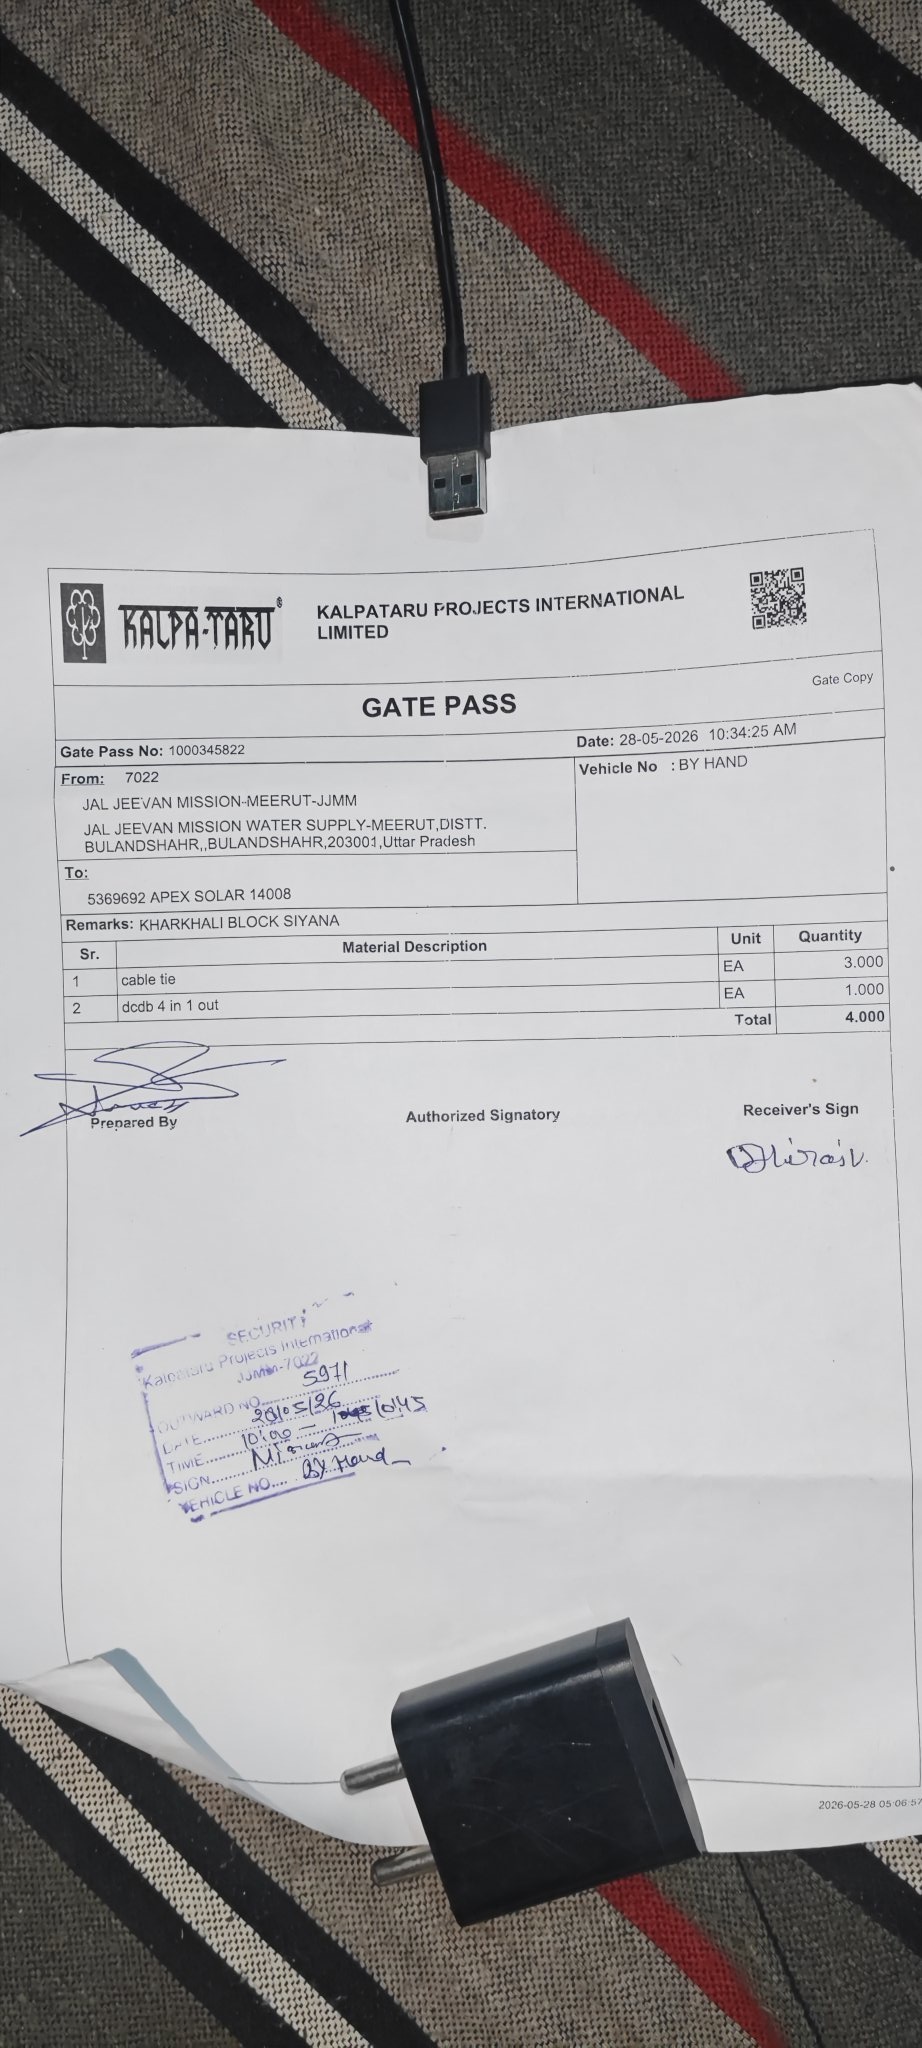 KALPA-TARU®
KALPATARU PROJECTS INTERNATIONAL
LIMITED
Gate Copy
GATE PASS
Gate Pass No: 1000345822
Date: 28-05-2026 10:34:25 AM
From: 7022
Vehicle No : BY HAND
JAL JEEVAN MISSION-MEERUT-JJMM
JAL JEEVAN MISSION WATER SUPPLY-MEERUT,DISTT.
BULANDSHAHR,,BULANDSHAHR,203001,Uttar Pradesh
To:
5369692 APEX SOLAR 14008
Remarks: KHARKHALI BLOCK SIYANA
Sr. Material Description Unit Quantity
1 cable tie EA 3.000
2 dcdb 4 in 1 out EA 1.000
Total 4.000
Prepared By Authorized Signatory Receiver's Sign
SECURITY
Kalpataru Projects International
JJMM-7022
OUTWARD NO. 5971
DATE 28/05/26
TIME 10:00 - 10:45
SIGN
VEHICLE NO. By Hand
2026-05-28 05:06:57